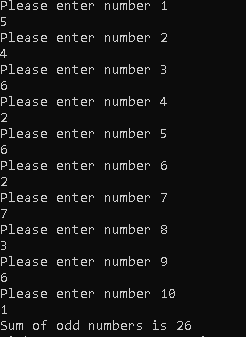 Please enter number 1
5
Please enter number 2
4
Please enter number 3
6
Please enter number 4
2
Please enter number 5
6
Please enter number 6
2
Please enter number 7
7
Please enter number 8
3
Please enter number 9
6
Please enter number 10
1
Sum of odd numbers is 26